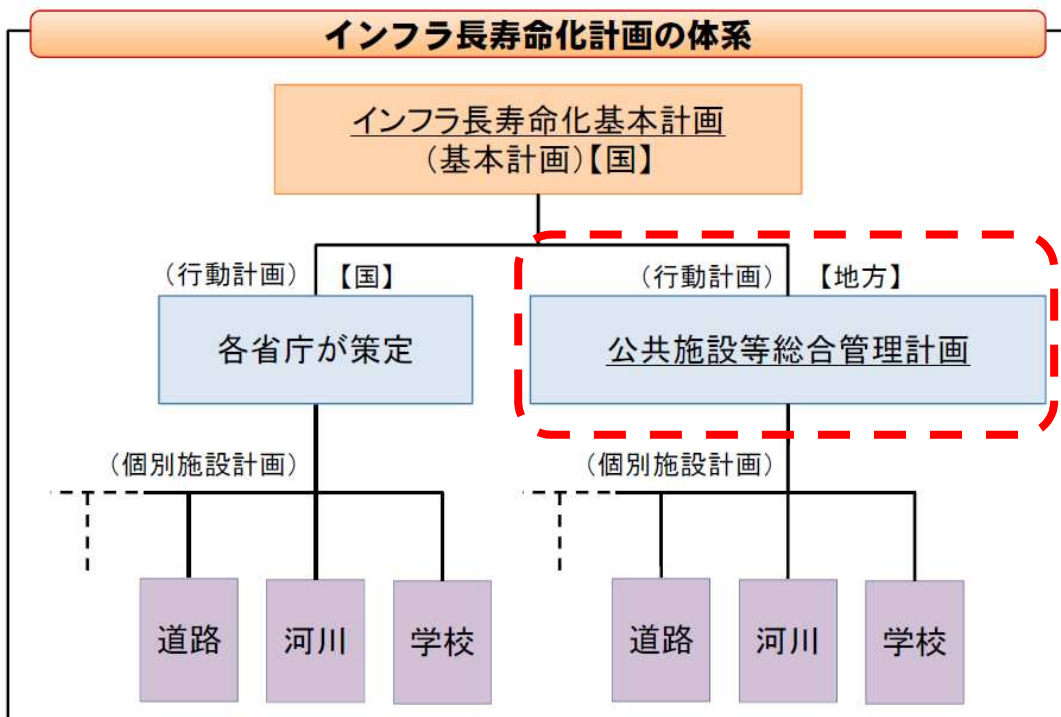 インフラ長寿命化計画の体系
インフラ長寿命化基本計画
(基本計画)【国】
(行動計画) 【国】
各省庁が策定
(行動計画) 【地方】
公共施設等総合管理計画
(個別施設計画)
道路 河川 学校
(個別施設計画)
道路 河川 学校